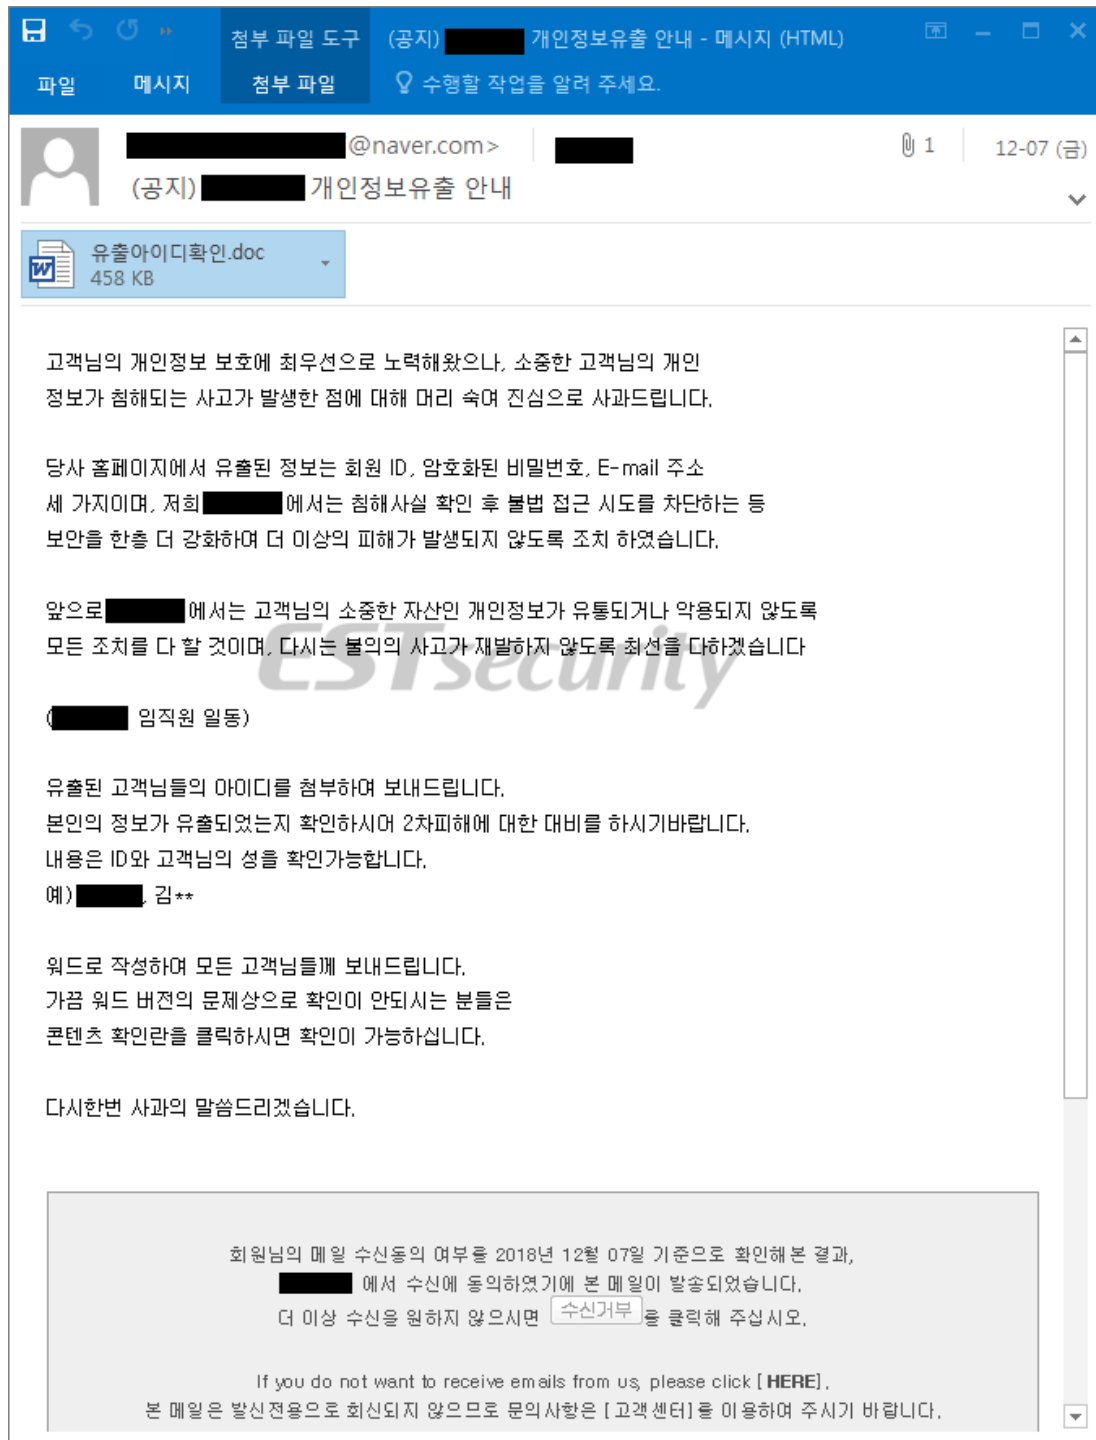 첨부 파일 도구
(공지) 개인정보유출 안내 - 메시지 (HTML)
파일 메시지 첨부 파일 수행할 작업을 알려 주세요.
@naver.com>
1
12-07 (금)
(공지) 개인정보유출 안내
유출아이디확인.doc
458 KB
고객님의 개인정보 보호에 최우선으로 노력해왔으나, 소중한 고객님의 개인
정보가 침해되는 사고가 발생한 점에 대해 머리 숙여 진심으로 사과드립니다.
당사 홈페이지에서 유출된 정보는 회원 ID, 암호화된 비밀번호, E-mail 주소
세 가지이며, 저희 에서는 침해사실 확인 후 불법 접근 시도를 차단하는 등
보안을 한층 더 강화하여 더 이상의 피해가 발생되지 않도록 조치 하였습니다.
앞으로 에서는 고객님의 소중한 자산인 개인정보가 유통되거나 악용되지 않도록
모든 조치를 다 할 것이며, 다시는 불의의 사고가 재발하지 않도록 최선을 다하겠습니다
ESTsecurity
( 임직원 일동)
유출된 고객님들의 아이디를 첨부하여 보내드립니다.
본인의 정보가 유출되었는지 확인하시어 2차피해에 대한 대비를 하시기바랍니다.
내용은 ID와 고객님의 성을 확인가능합니다.
예) , 김**
워드로 작성하여 모든 고객님들께 보내드립니다.
가끔 워드 버전의 문제상으로 확인이 안되시는 분들은
콘텐츠 확인란을 클릭하시면 확인이 가능하십니다.
다시한번 사과의 말씀드리겠습니다.
회원님의 메일 수신동의 여부를 2018년 12월 07일 기준으로 확인해본 결과,
에서 수신에 동의하였기에 본 메일이 발송되었습니다.
더 이상 수신을 원하지 않으시면 수신거부 를 클릭해 주십시오.
If you do not want to receive emails from us, please click [ HERE].
본 메일은 발신전용으로 회신되지 않으므로 문의사항은 [고객센터]를 이용하여 주시기 바랍니다.